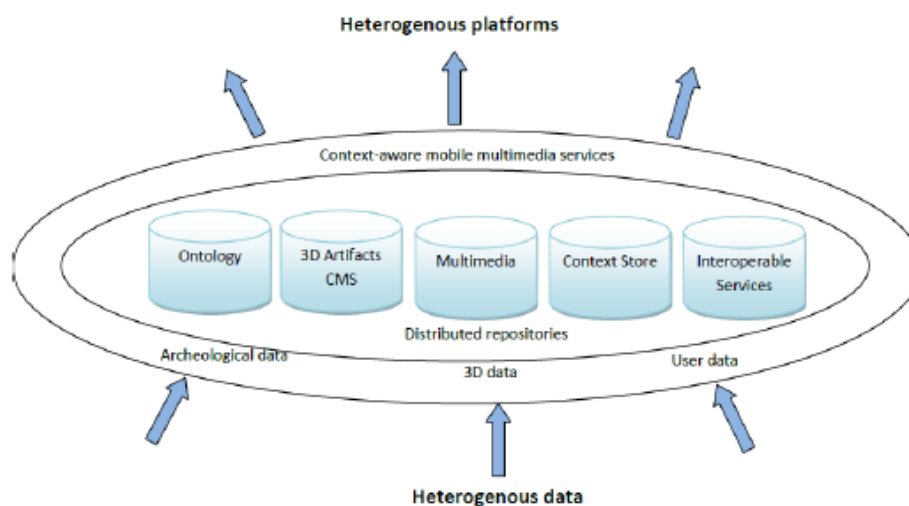 Heterogenous platforms
Context-aware mobile multimedia services
Ontology
3D Artifacts
CMS
Multimedia
Context Store
Interoperable
Services
Distributed repositories
Archeological data
3D data
User data
Heterogenous data